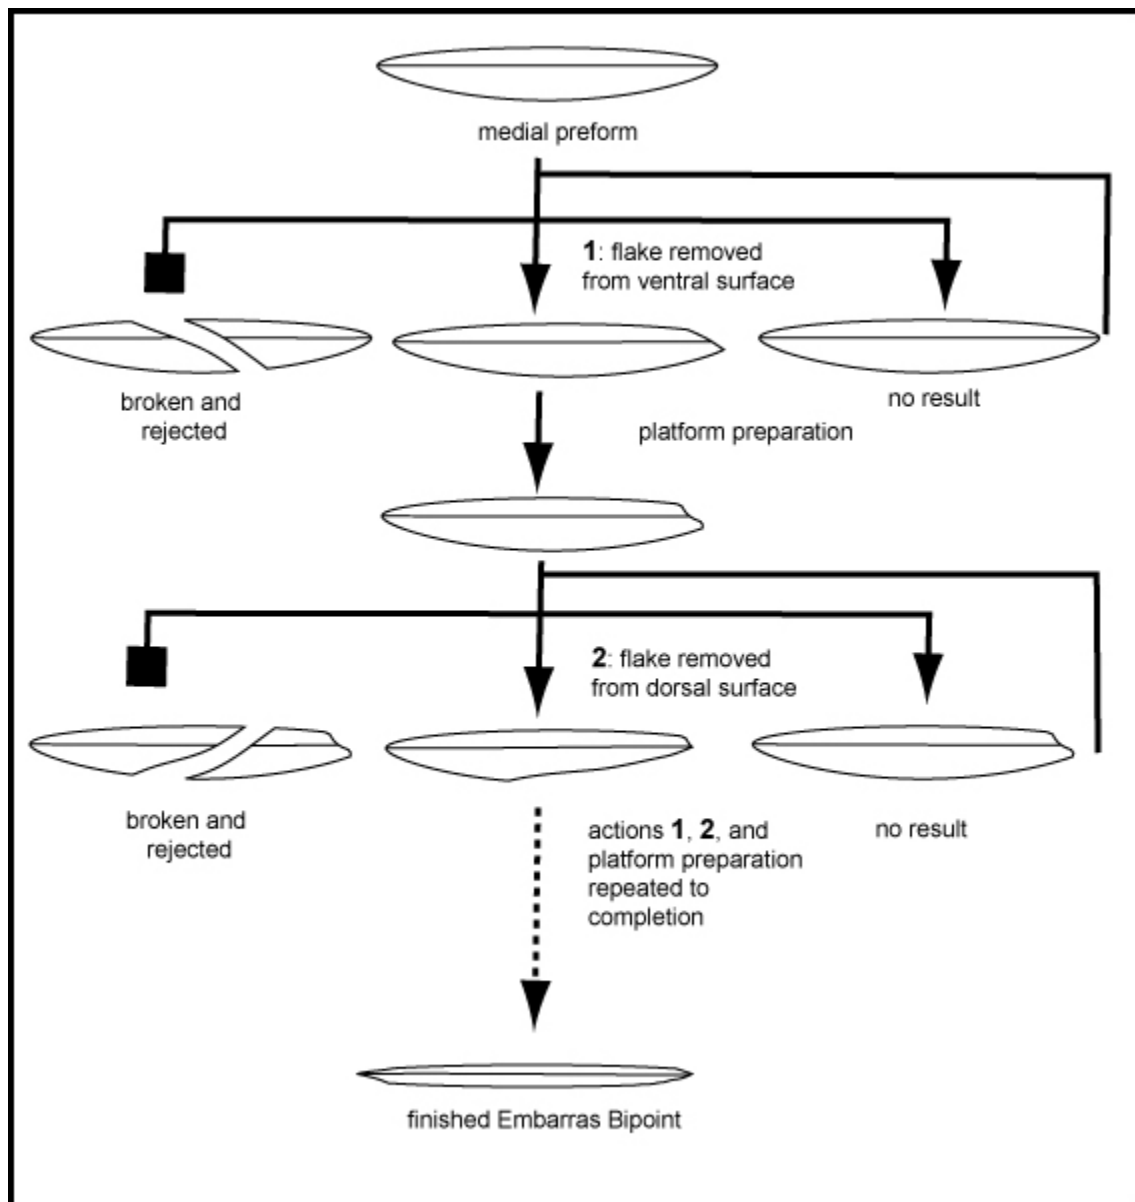 medial preform
1: flake removed
from ventral surface
broken and
rejected
no result
platform preparation
2: flake removed
from dorsal surface
broken and
rejected
actions 1, 2, and
platform preparation
repeated to
completion
no result
finished Embarras Bipoint